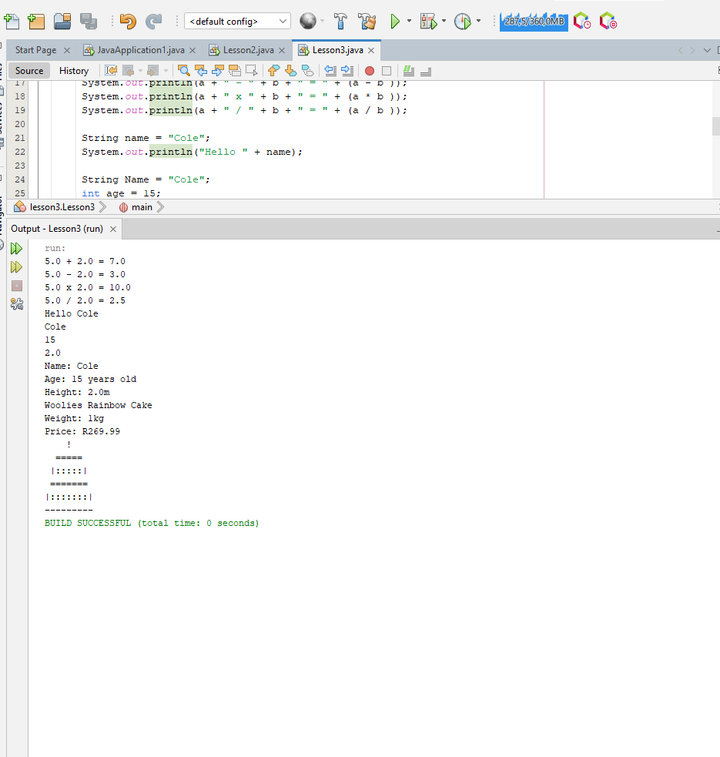 <default config>
287.5/360.0MB
Start Page
JavaApplication1.java
Lesson2.java
Lesson3.java
Source
History
17 System.out.println(a + " - " + b + " = " + (a - b ));
18 System.out.println(a + " x " + b + " = " + (a * b ));
19 System.out.println(a + " / " + b + " = " + (a / b ));
20
21 String name = "Cole";
22 System.out.println("Hello " + name);
23
24 String Name = "Cole";
25 int age = 15;
lesson3.Lesson3
main
Output - Lesson3 (run)
run:
5.0 + 2.0 = 7.0
5.0 - 2.0 = 3.0
5.0 x 2.0 = 10.0
5.0 / 2.0 = 2.5
Hello Cole
Cole
15
2.0
Name: Cole
Age: 15 years old
Height: 2.0m
Woolies Rainbow Cake
Weight: 1kg
Price: R269.99
!
=====
|:::::|
=======
|:::::::|
---------
BUILD SUCCESSFUL (total time: 0 seconds)